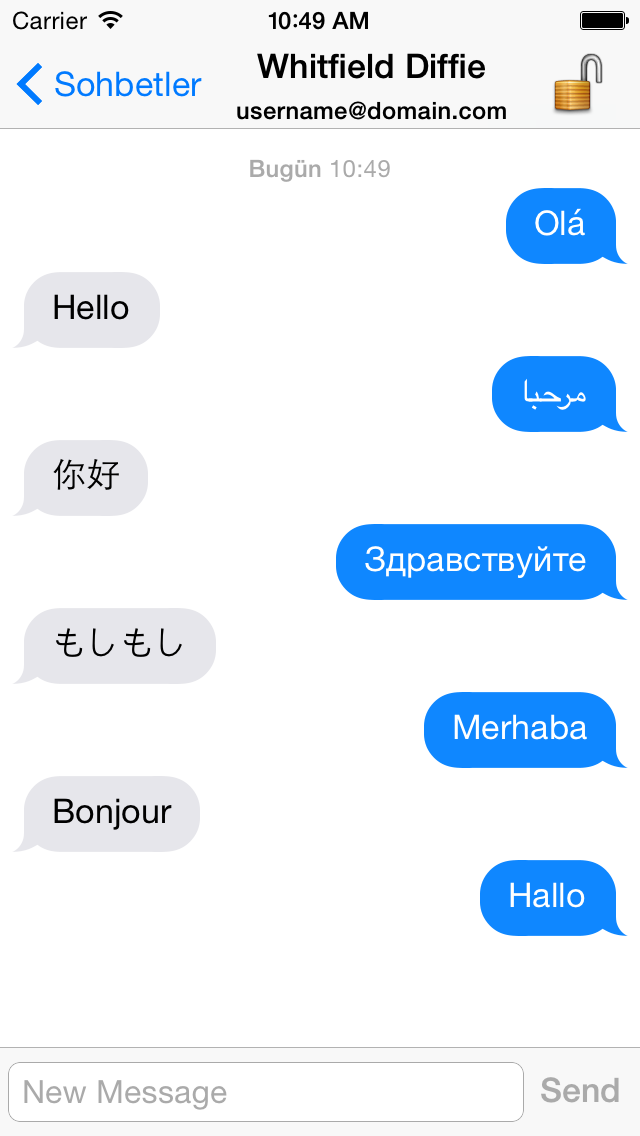 Carrier 10:49 AM
Sohbetler
Whitfield Diffie
username@domain.com
Bugün 10:49
Olá
Hello
مرحبا
你好
Здравствуйте
もしもし
Merhaba
Bonjour
Hallo
New Message
Send